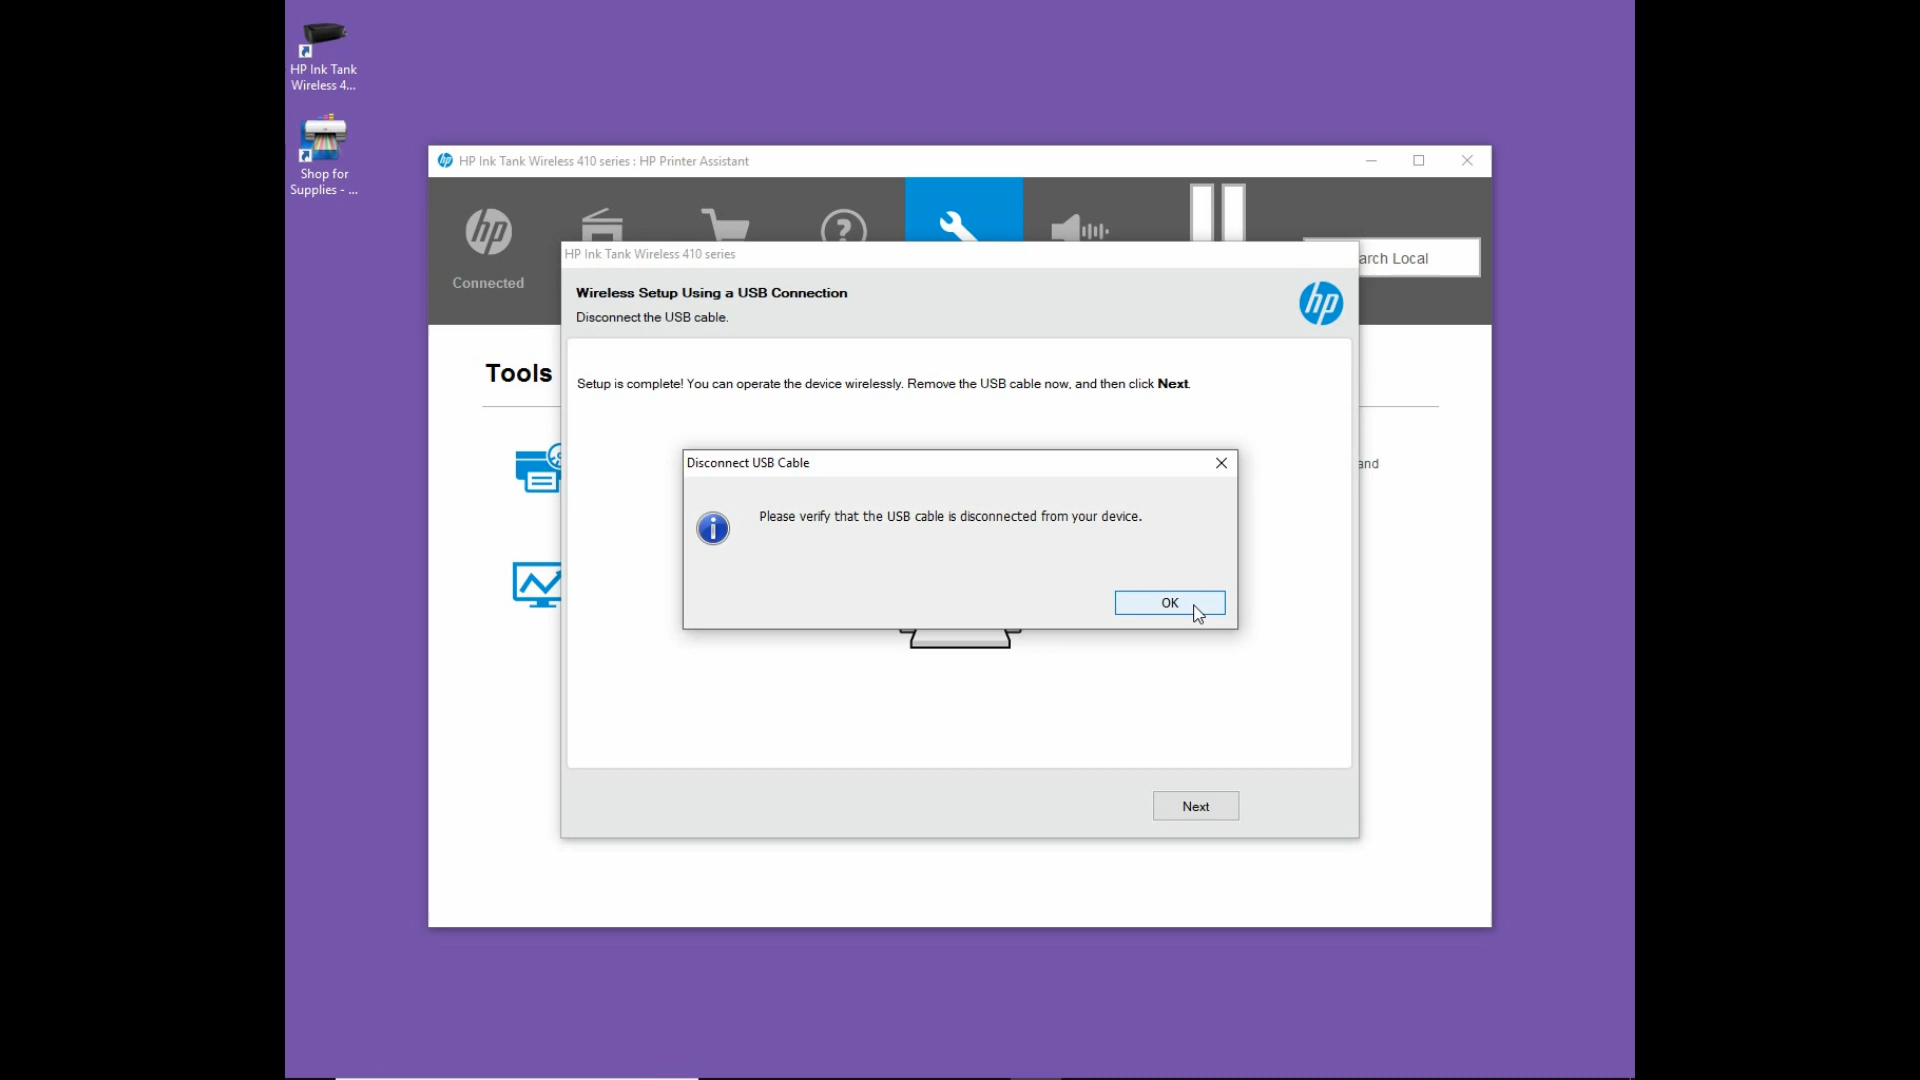 HP Ink Tank
Wireless 4...
Shop for
Supplies - ...
HP Ink Tank Wireless 410 series : HP Printer Assistant
hp
Connected
?
arch Local
HP Ink Tank Wireless 410 series
Wireless Setup Using a USB Connection
Disconnect the USB cable.
hp
Tools
Setup is complete! You can operate the device wirelessly. Remove the USB cable now, and then click Next.
and
Disconnect USB Cable
Please verify that the USB cable is disconnected from your device.
OK
Next